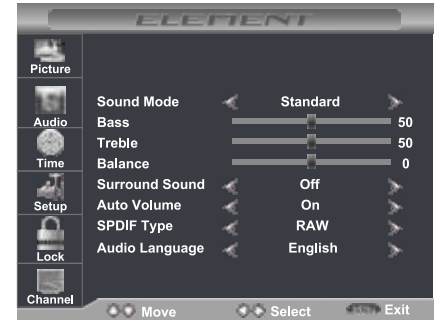 ELEMENT
Picture
Audio
Time
Setup
Lock
Channel
Sound Mode Standard
Bass 50
Treble 50
Balance 0
Surround Sound Off
Auto Volume On
SPDIF Type RAW
Audio Language English
Move Select Exit